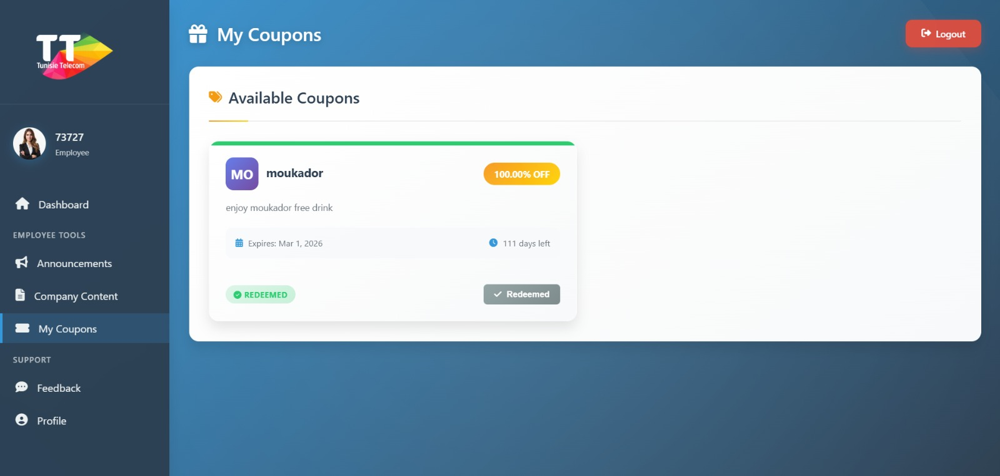 TT
Tunisie Telecom
73727
Employee
Dashboard
EMPLOYEE TOOLS
Announcements
Company Content
My Coupons
SUPPORT
Feedback
Profile
My Coupons
Logout
Available Coupons
MO
moukador
100.00% OFF
enjoy moukador free drink
Expires: Mar 1, 2026
111 days left
REDEEMED
Redeemed